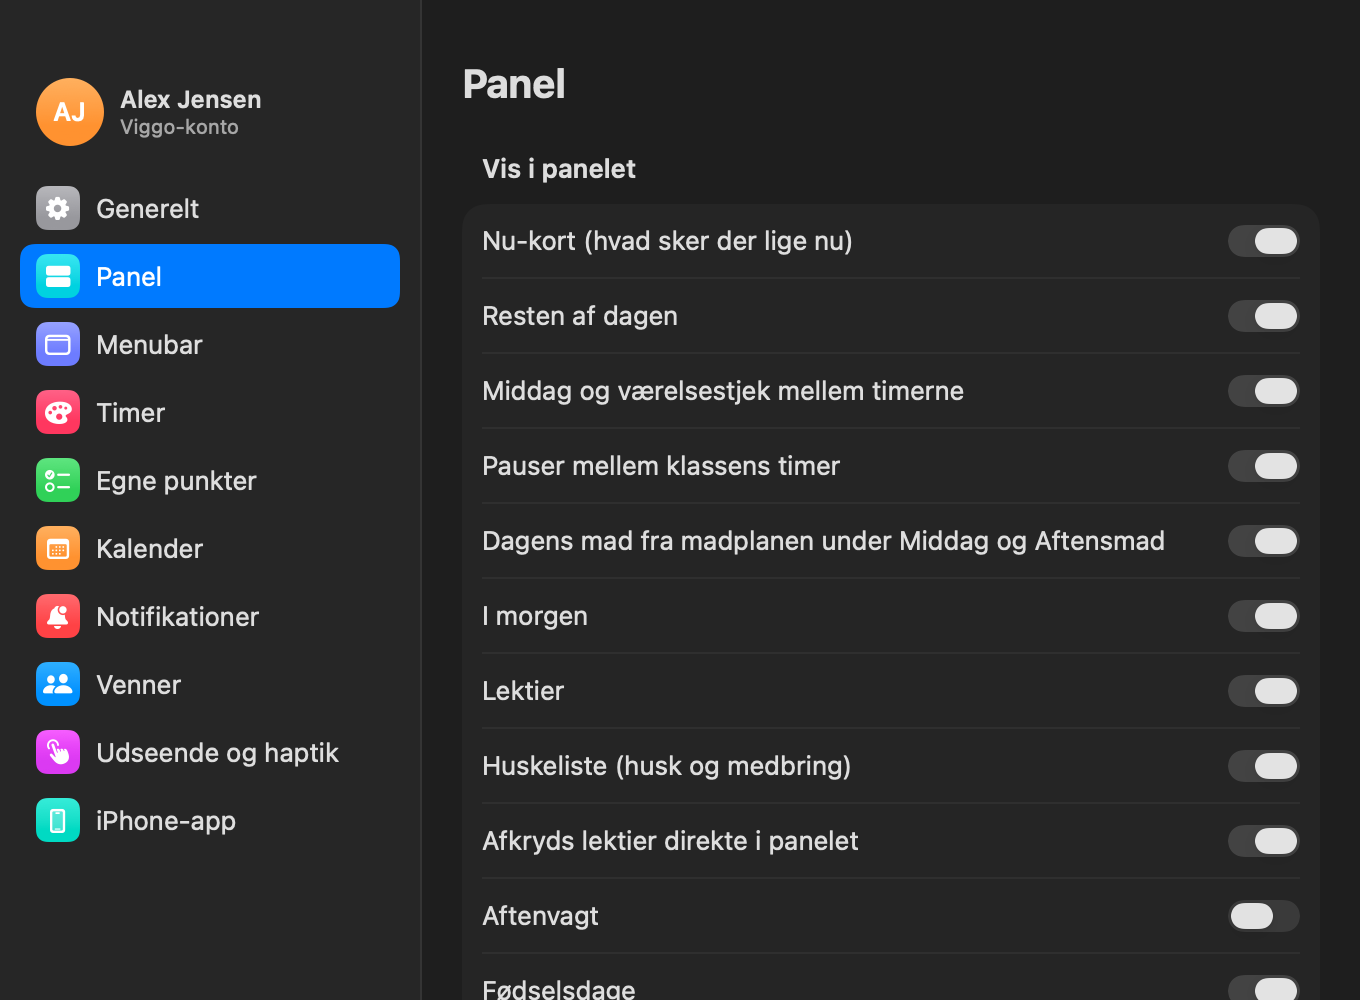 AJ
Alex Jensen
Viggo-konto
Generelt
Panel
Menubar
Timer
Egne punkter
Kalender
Notifikationer
Venner
Udseende og haptik
iPhone-app
Panel
Vis i panelet
Nu-kort (hvad sker der lige nu)
Resten af dagen
Middag og værelsestjek mellem timerne
Pauser mellem klassens timer
Dagens mad fra madplanen under Middag og Aftensmad
I morgen
Lektier
Huskeliste (husk og medbring)
Afkryds lektier direkte i panelet
Aftenvagt
Fødselsdage